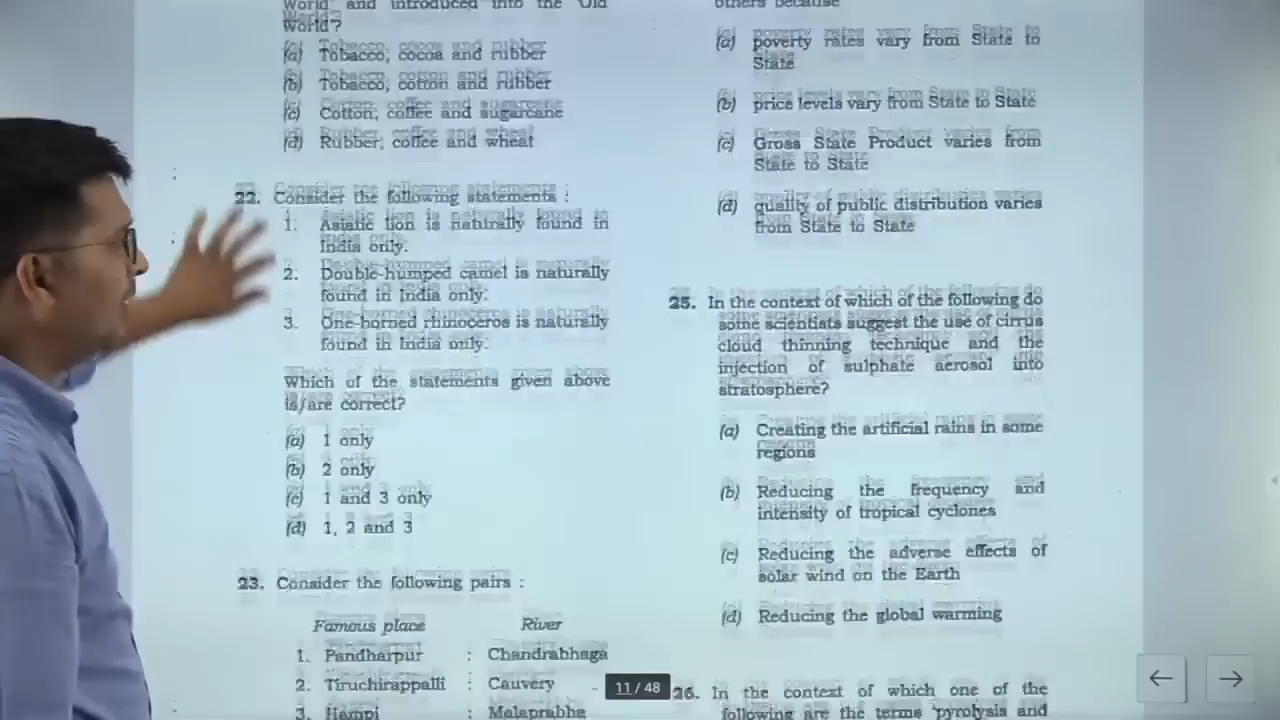 World" and introduced into the "Old
World"?
(a) Tobacco, cocoa and rubber
(b) Tobacco, cotton and rubber
(c) Cotton, coffee and sugarcane
(d) Rubber, coffee and wheat
22. Consider the following statements :
1. Asiatic lion is naturally found in
India only.
2. Double-humped camel is naturally
found in India only.
3. One-horned rhinoceros is naturally
found in India only.
Which of the statements given above
is/are correct?
(a) 1 only
(b) 2 only
(c) 1 and 3 only
(d) 1, 2 and 3
23. Consider the following pairs :
Famous place River
1. Pandharpur : Chandrabhaga
2. Tiruchirappalli : Cauvery
3. Hampi : Malaprabha
others because
(a) poverty rates vary from State to
State
(b) price levels vary from State to State
(c) Gross State Product varies from
State to State
(d) quality of public distribution varies
from State to State
25. In the context of which of the following do
some scientists suggest the use of cirrus
cloud thinning technique and the
injection of sulphate aerosol into
stratosphere?
(a) Creating the artificial rains in some
regions
(b) Reducing the frequency and
intensity of tropical cyclones
(c) Reducing the adverse effects of
solar wind on the Earth
(d) Reducing the global warming
26. In the context of which one of the
following are the terms 'pyrolysis and
11 / 48